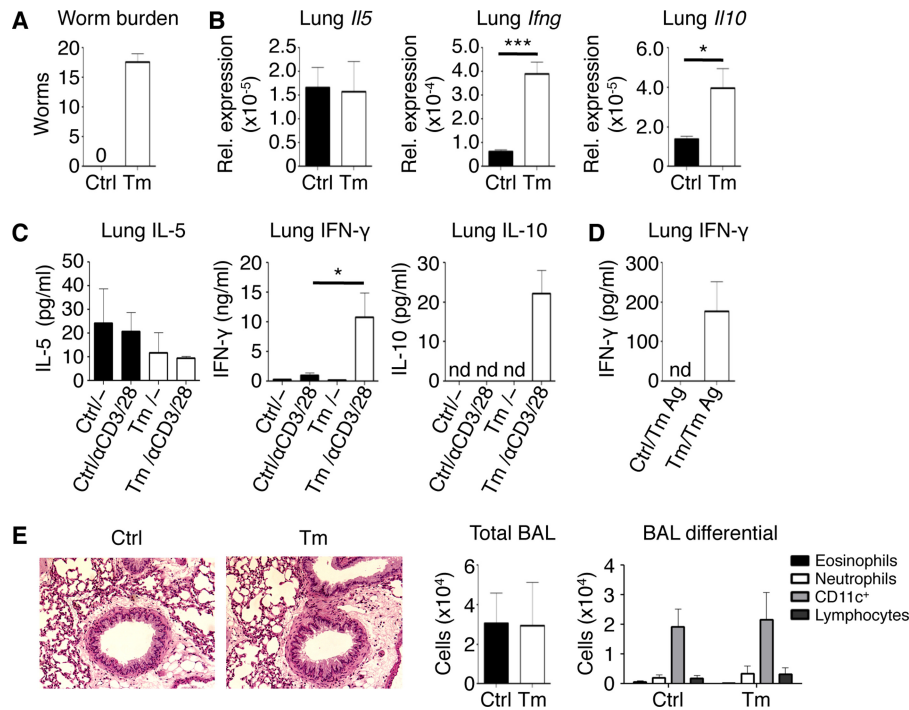 A
Worm burden
Worms
20
15
10
5
0
0
Ctrl
Tm
B
Lung Il5
Rel. expression
(x10-5)
2.5
2.0
1.5
1.0
0.5
0
Ctrl
Tm
Lung Ifng
Rel. expression
(x10-4)
5.0
4.0
3.0
2.0
1.0
0
***
Ctrl
Tm
Lung Il10
Rel. expression
(x10-5)
6.0
4.0
2.0
0
*
Ctrl
Tm
C
Lung IL-5
IL-5 (pg/ml)
50
40
30
20
10
0
Ctrl/-
Ctrl/αCD3/28
Tm /-
Tm /αCD3/28
Lung IFN-γ
IFN-γ (ng/ml)
20
15
10
5
0
*
Ctrl/-
Ctrl/αCD3/28
Tm /-
Tm /αCD3/28
Lung IL-10
IL-10 (pg/ml)
30
20
10
0
nd nd nd
Ctrl/-
Ctrl/αCD3/28
Tm /-
Tm /αCD3/28
D
Lung IFN-γ
IFN-γ (pg/ml)
300
200
100
0
nd
Ctrl/Tm Ag
Tm/Tm Ag
E
Ctrl
Tm
Total BAL
Cells (x10⁴)
4
3
2
1
0
Ctrl Tm
BAL differential
Cells (x10⁴)
4
2
1
0
Ctrl
Tm
Eosinophils
Neutrophils
CD11c⁺
Lymphocytes